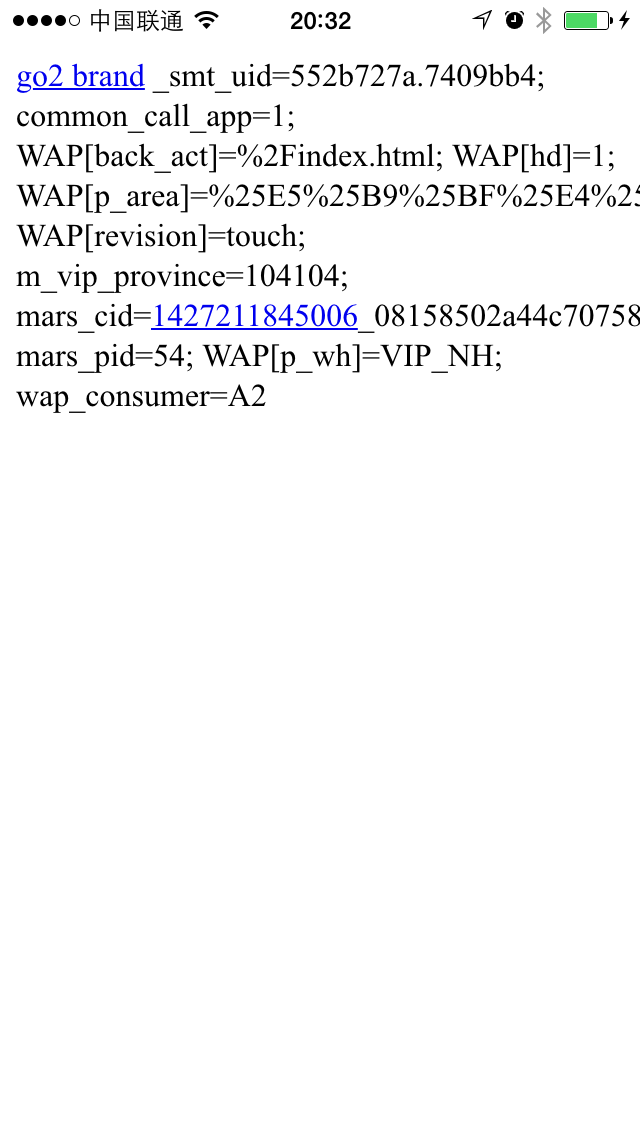 中国联通 20:32
go2 brand _smt_uid=552b727a.7409bb4;
common_call_app=1;
WAP[back_act]=%2Findex.html; WAP[hd]=1;
WAP[p_area]=%25E5%25B9%25BF%25E4%25
WAP[revision]=touch;
m_vip_province=104104;
mars_cid=1427211845006_08158502a44c70758
mars_pid=54; WAP[p_wh]=VIP_NH;
wap_consumer=A2